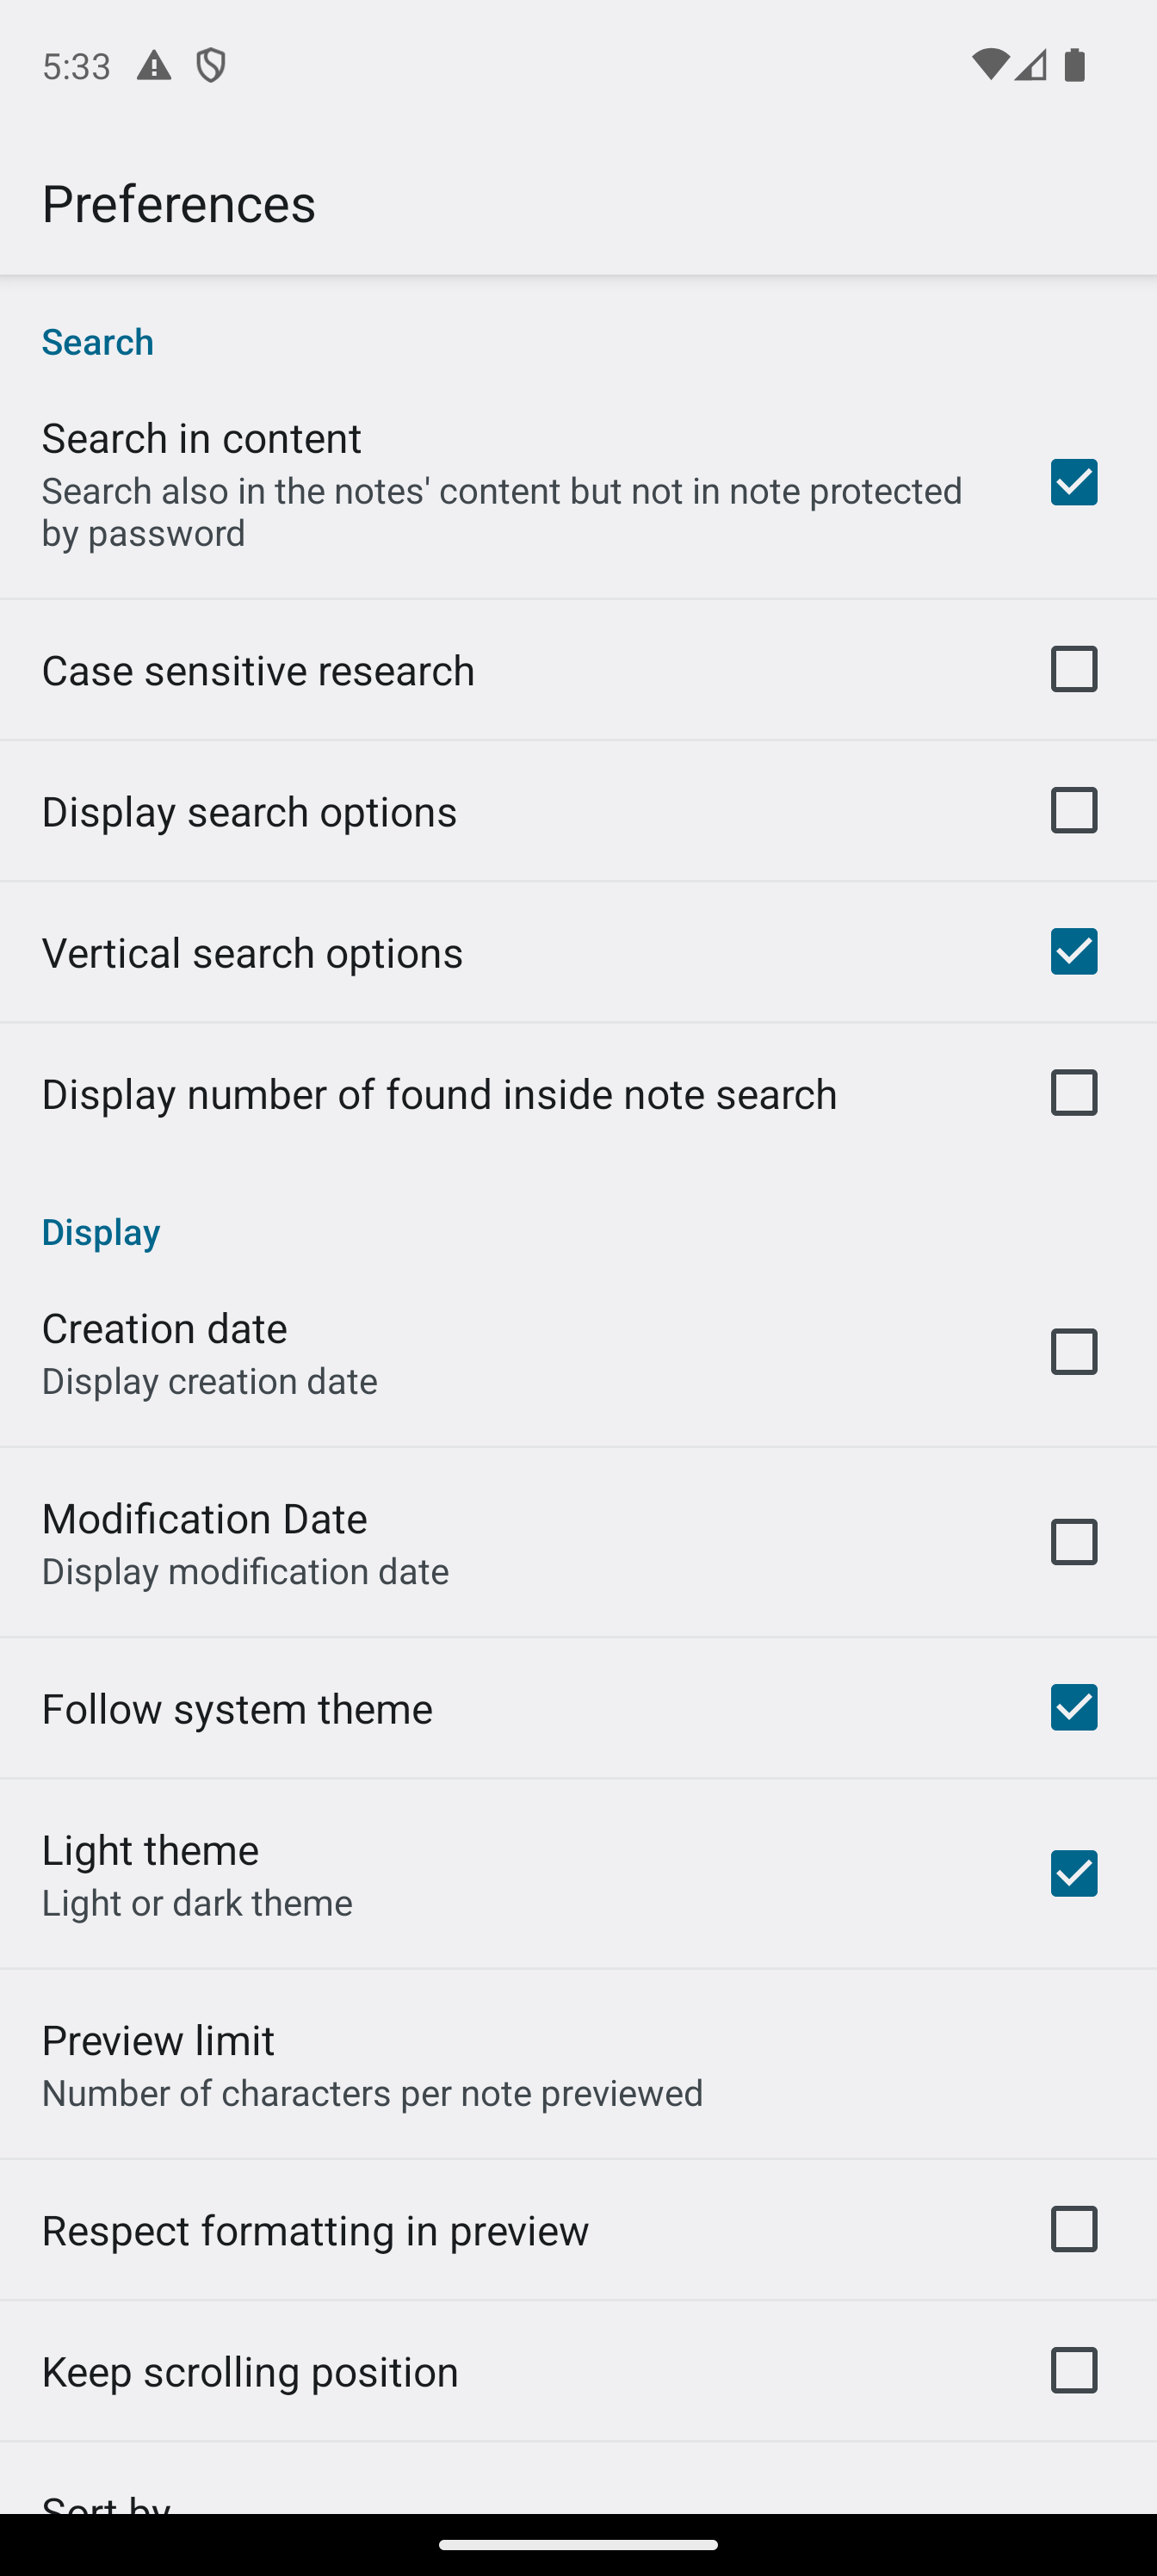 5:33
Preferences
Search
Search in content
Search also in the notes' content but not in note protected
by password
Case sensitive research
Display search options
Vertical search options
Display number of found inside note search
Display
Creation date
Display creation date
Modification Date
Display modification date
Follow system theme
Light theme
Light or dark theme
Preview limit
Number of characters per note previewed
Respect formatting in preview
Keep scrolling position
Sort by